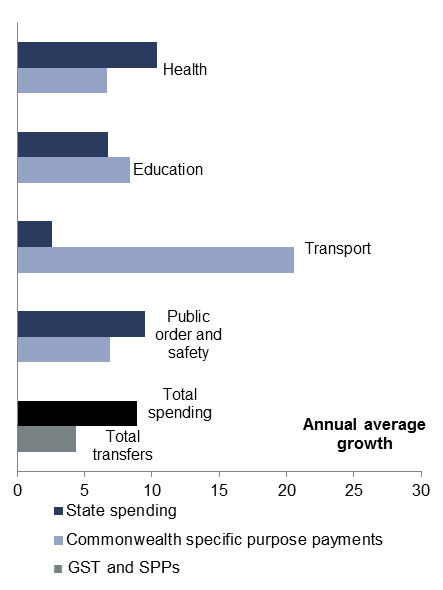 Health
Education
Transport
Public
order and
safety
Total
spending
Total
transfers
Annual average
growth
0 5 10 15 20 25 30
State spending
Commonwealth specific purpose payments
GST and SPPs